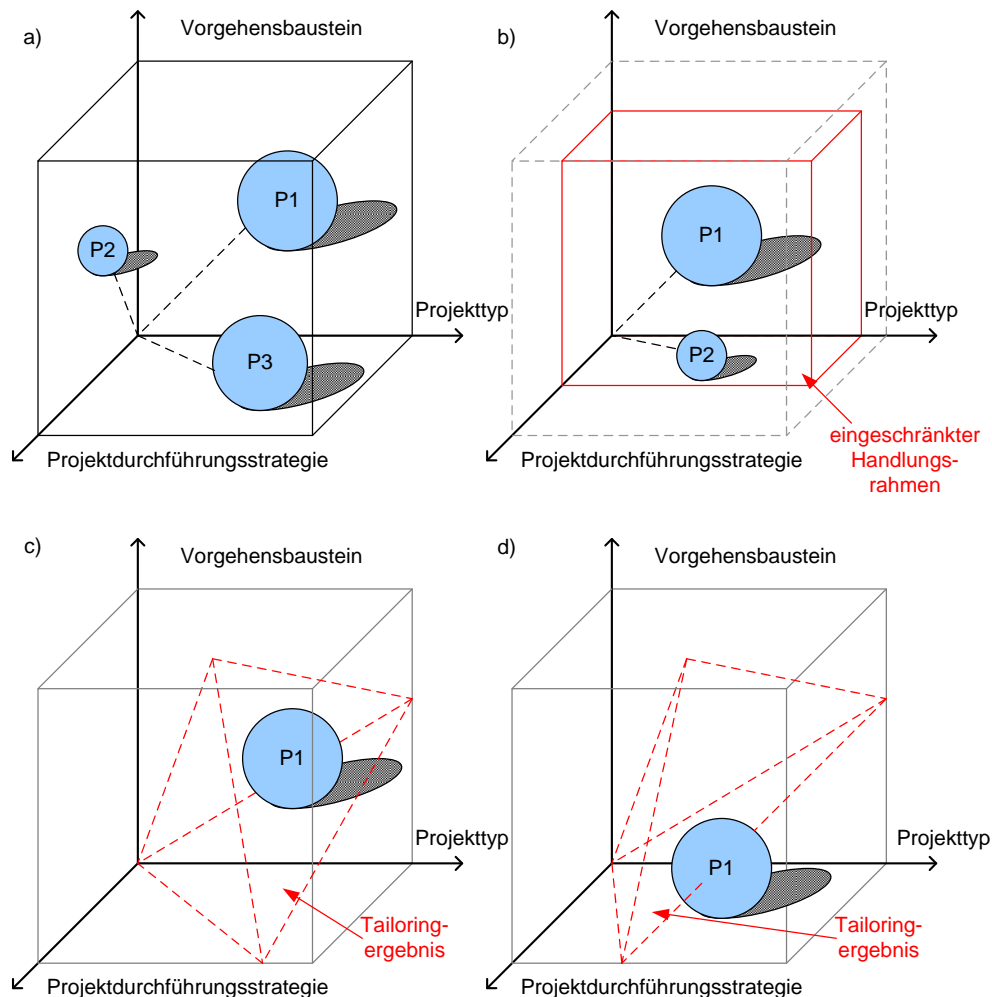 a)
Vorgehensbaustein
P1
P2
Projekttyp
P3
Projektdurchführungsstrategie
b)
Vorgehensbaustein
P1
Projekttyp
P2
eingeschränkter
Handlungs-
rahmen
Projektdurchführungsstrategie
c)
Vorgehensbaustein
P1
Projekttyp
Tailoring-
ergebnis
Projektdurchführungsstrategie
d)
Vorgehensbaustein
Projekttyp
P1
Tailoring-
ergebnis
Projektdurchführungsstrategie